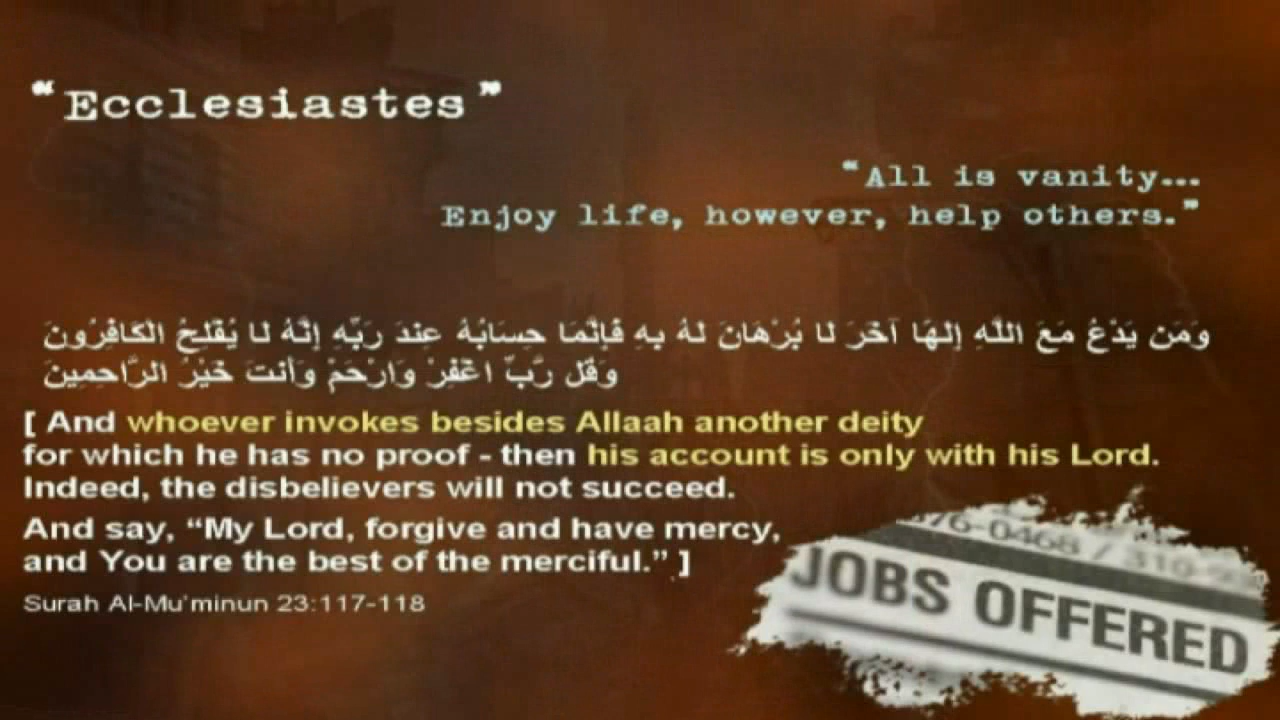 “Ecclesiastes”
“All is vanity...
Enjoy life, however, help others.”
وَمَن يَدْعُ مَعَ اللَّهِ إِلَهًا آخَرَ لَا بُرْهَانَ لَهُ بِهِ فَإِنَّمَا حِسَابُهُ عِندَ رَبِّهِ إِنَّهُ لَا يُفْلِحُ الْكَافِرُونَ
وَقُل رَّبِّ اغْفِرْ وَارْحَمْ وَأَنتَ خَيْرُ الرَّاحِمِينَ
[ And whoever invokes besides Allaah another deity
for which he has no proof - then his account is only with his Lord.
Indeed, the disbelievers will not succeed.
And say, “My Lord, forgive and have mercy,
and You are the best of the merciful.” ]
Surah Al-Mu'minun 23:117-118
76-0468 / 310-
JOBS OFFERED